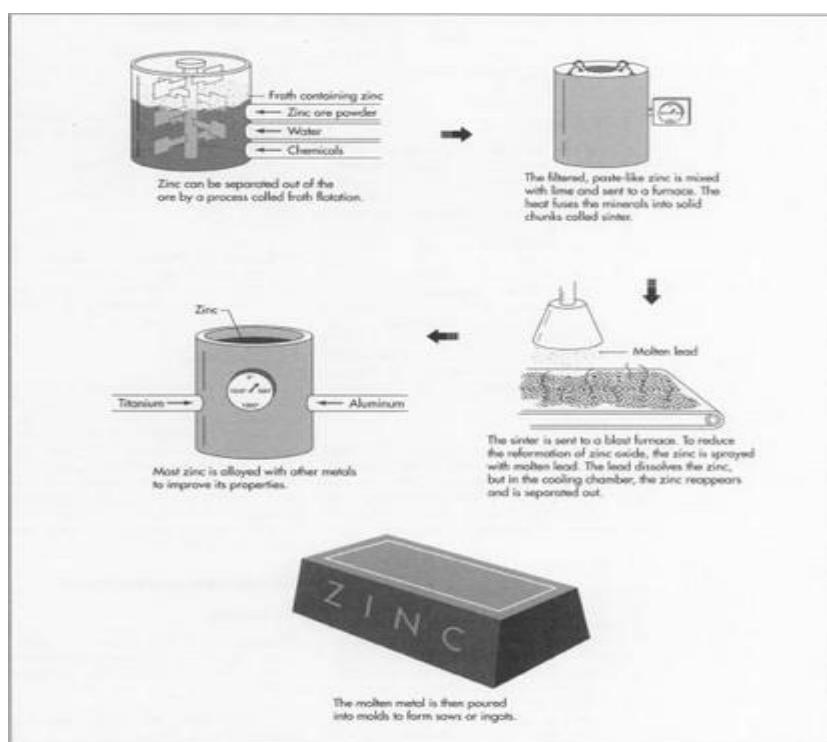 Froth containing zinc
Zinc ore powder
Water
Chemicals
Zinc can be separated out of the
ore by a process called froth flotation.
The filtered, paste-like zinc is mixed
with lime and sent to a furnace. The
heat fuses the minerals into solid
chunks called sinter.
Molten lead
The sinter is sent to a blast furnace. To reduce
the reformation of zinc oxide, the zinc is sprayed
with molten lead. The lead dissolves the zinc,
but in the cooling chamber, the zinc reappears
and is separated out.
Zinc
Titanium
Aluminum
Most zinc is alloyed with other metals
to improve its properties.
ZINC
The molten metal is then poured
into molds to form sows or ingots.